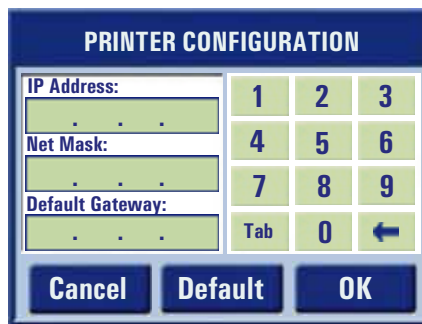 PRINTER CONFIGURATION
IP Address:
. . .
Net Mask:
. . .
Default Gateway:
. . .
1 2 3
4 5 6
7 8 9
Tab 0 ←
Cancel Default OK